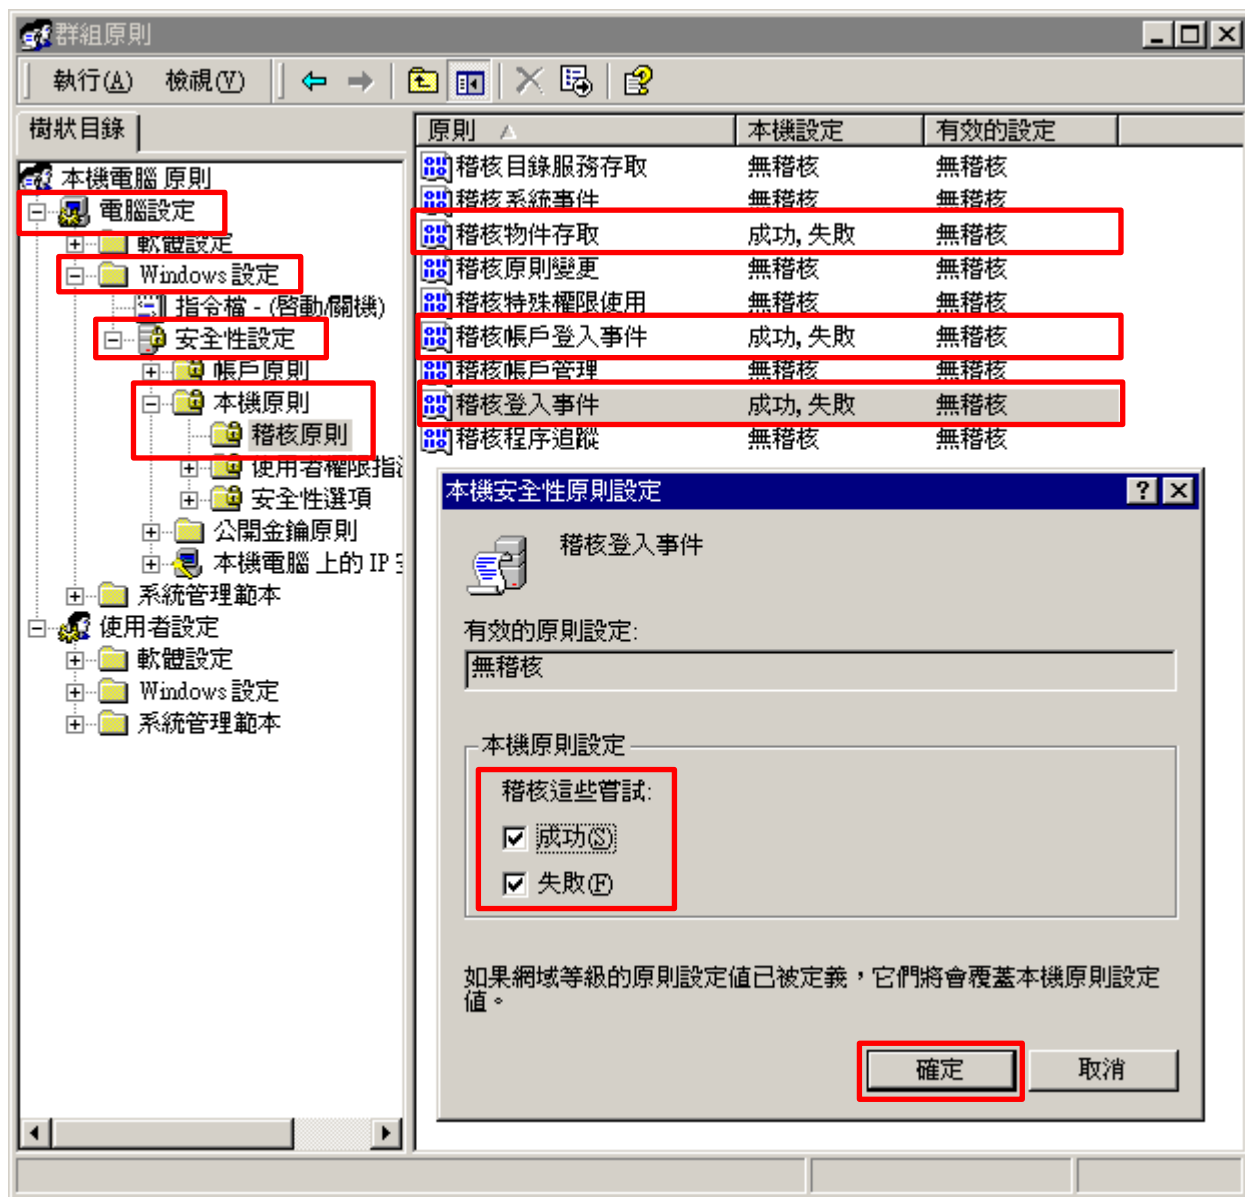 群組原則
執行(A) 檢視(V)
樹狀目錄
本機電腦 原則
電腦設定
軟體設定
Windows 設定
指令檔 - (啟動/關機)
安全性設定
帳戶原則
本機原則
稽核原則
使用者權限指
安全性選項
公開金鑰原則
本機電腦 上的 IP
系統管理範本
使用者設定
軟體設定
Windows 設定
系統管理範本
原則 本機設定 有效的設定
稽核目錄服務存取 無稽核 無稽核
稽核系統事件 無稽核 無稽核
稽核物件存取 成功, 失敗 無稽核
稽核原則變更 無稽核 無稽核
稽核特殊權限使用 無稽核 無稽核
稽核帳戶登入事件 成功, 失敗 無稽核
稽核帳戶管理 無稽核 無稽核
稽核登入事件 成功, 失敗 無稽核
稽核程序追蹤 無稽核 無稽核
本機安全性原則設定
稽核登入事件
有效的原則設定:
無稽核
本機原則設定
稽核這些嘗試:
成功(S)
失敗(F)
如果網域等級的原則設定值已被定義，它們將會覆蓋本機原則設定
值。
確定 取消